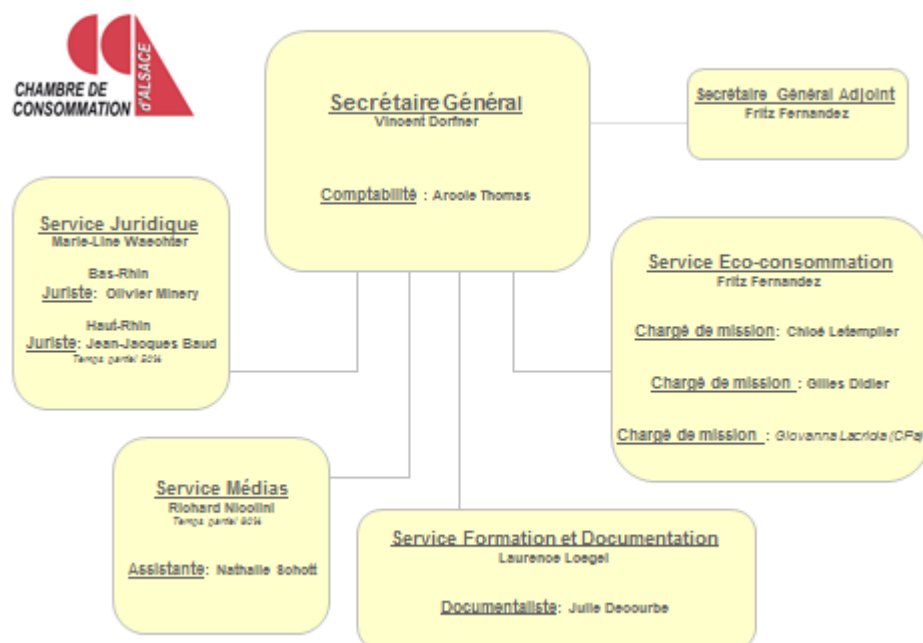 CHAMBRE DE
CONSOMMATION
d'ALSACE
Secrétaire Général
Vincent Dorfner
Comptabilité : Arocie Thomas
Secrétaire Général Adjoint
Fritz Fernandez
Service Juridique
Marie-Line Waechter
Bas-Rhin
Juriste: Olivier Minery
Haut-Rhin
Juriste: Jean-Jacques Baud
Temps partiel
Service Eco-consommation
Fritz Fernandez
Chargé de mission: Chloé Letemplier
Chargé de mission : Gilles Didier
Chargé de mission : Giovanna Lacriola
Service Médias
Richard Nicolini
Temps partiel
Assistante: Nathalie Schott
Service Formation et Documentation
Laurence Loegel
Documentaliste: Julie Decourbe